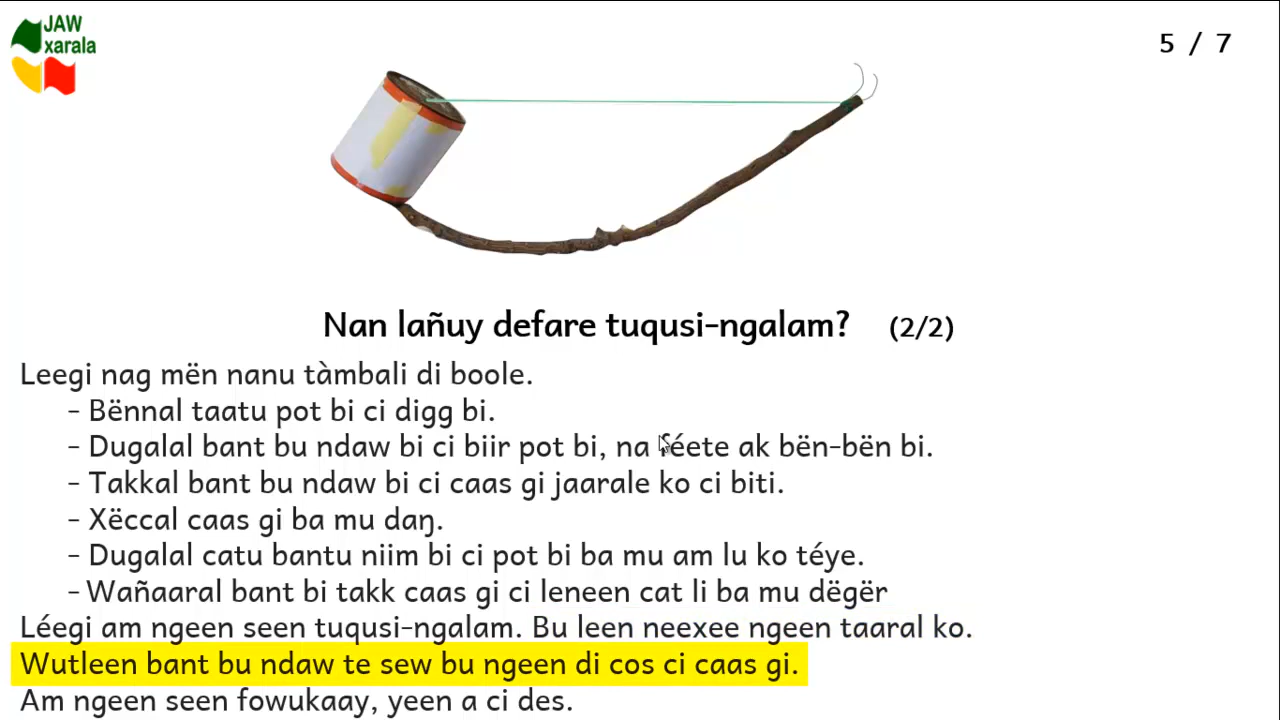 JAW
xarala
5 / 7
Nan lañuy defare tuqusi-ngalam? (2/2)
Leegi nag mën nanu tàmbali di boole.
- Bënnal taatu pot bi ci digg bi.
- Dugalal bant bu ndaw bi ci biir pot bi, na féete ak bën-bën bi.
- Takkal bant bu ndaw bi ci caas gi jaarale ko ci biti.
- Xëccal caas gi ba mu daŋ.
- Dugalal catu bantu niim bi ci pot bi ba mu am lu ko téye.
- Wañaaral bant bi takk caas gi ci leneen cat li ba mu dëgër
Léegi am ngeen seen tuqusi-ngalam. Bu leen neexee ngeen taaral ko.
Wutleen bant bu ndaw te sew bu ngeen di cos ci caas gi.
Am ngeen seen fowukaay, yeen a ci des.